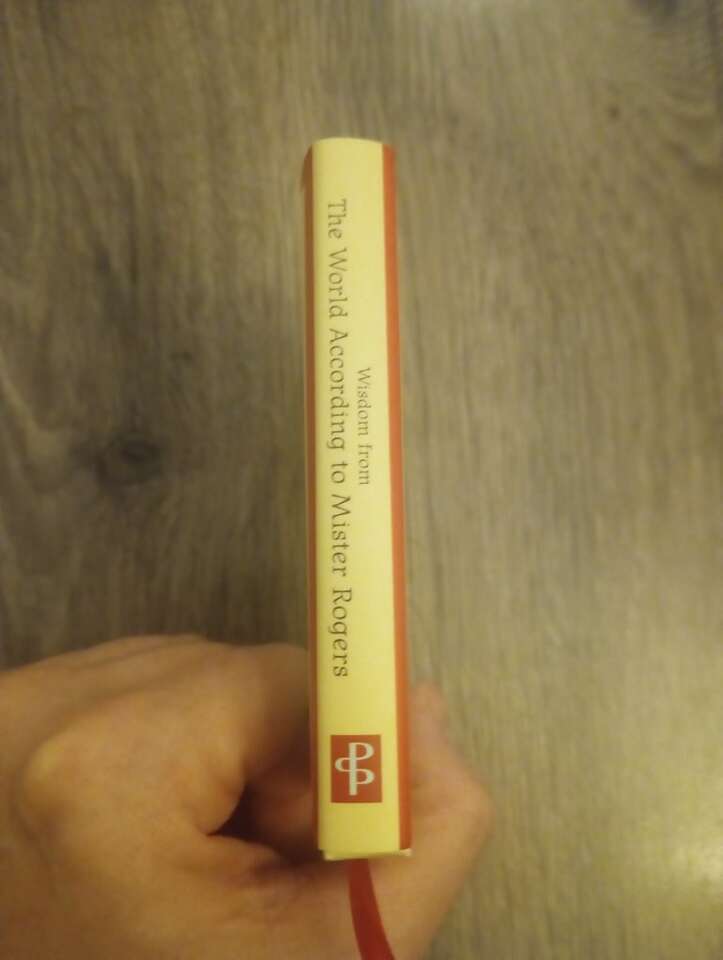 Wisdom from
The World According to Mister Rogers